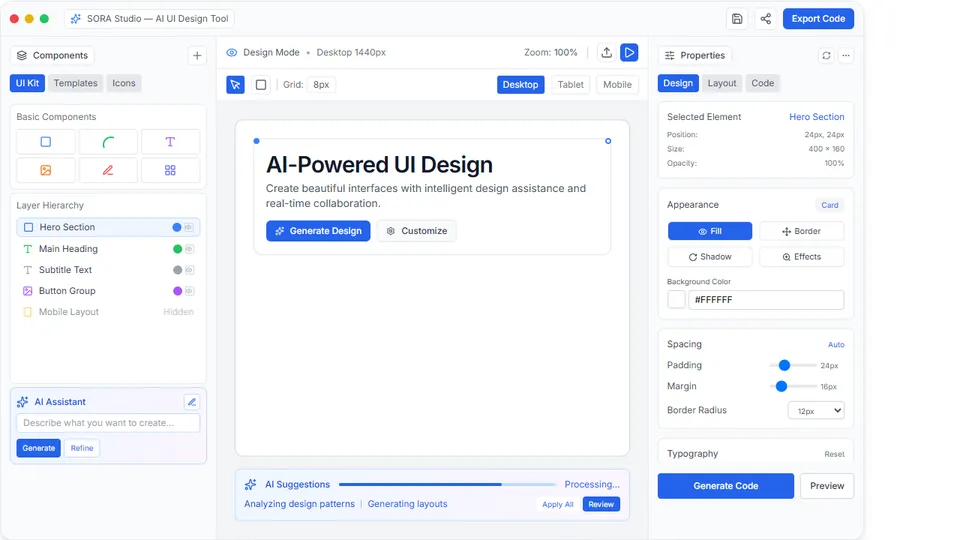 SORA Studio — AI UI Design Tool
Export Code
Components
UI Kit
Templates
Icons
Basic Components
Layer Hierarchy
Hero Section
Main Heading
Subtitle Text
Button Group
Mobile Layout
Hidden
AI Assistant
Describe what you want to create...
Generate
Refine
Design Mode • Desktop 1440px
Zoom: 100%
Grid: 8px
Desktop
Tablet
Mobile
AI-Powered UI Design
Create beautiful interfaces with intelligent design assistance and
real-time collaboration.
Generate Design
Customize
AI Suggestions
Processing...
Analyzing design patterns | Generating layouts
Apply All
Review
Properties
Design
Layout
Code
Selected Element
Hero Section
Position:
24px, 24px
Size:
400 × 160
Opacity:
100%
Appearance
Card
Fill
Border
Shadow
Effects
Background Color
#FFFFFF
Spacing
Auto
Padding
24px
Margin
16px
Border Radius
12px
Typography
Reset
Generate Code
Preview